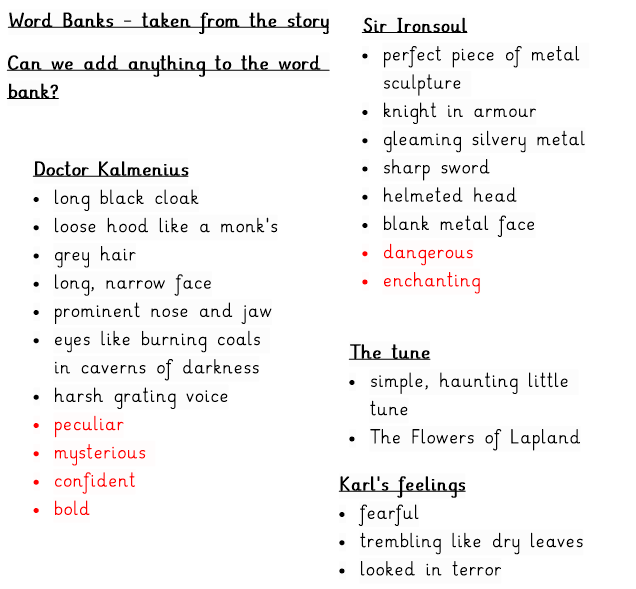 Word Banks - taken from the story
Can we add anything to the word
bank?
Doctor Kalmenius
• long black cloak
• loose hood like a monk's
• grey hair
• long, narrow face
• prominent nose and jaw
• eyes like burning coals
in caverns of darkness
• harsh grating voice
• peculiar
• mysterious
• confident
• bold
Sir Ironsoul
• perfect piece of metal
sculpture
• knight in armour
• gleaming silvery metal
• sharp sword
• helmeted head
• blank metal face
• dangerous
• enchanting
The tune
• simple, haunting little
tune
• The Flowers of Lapland
Karl's feelings
• fearful
• trembling like dry leaves
• looked in terror